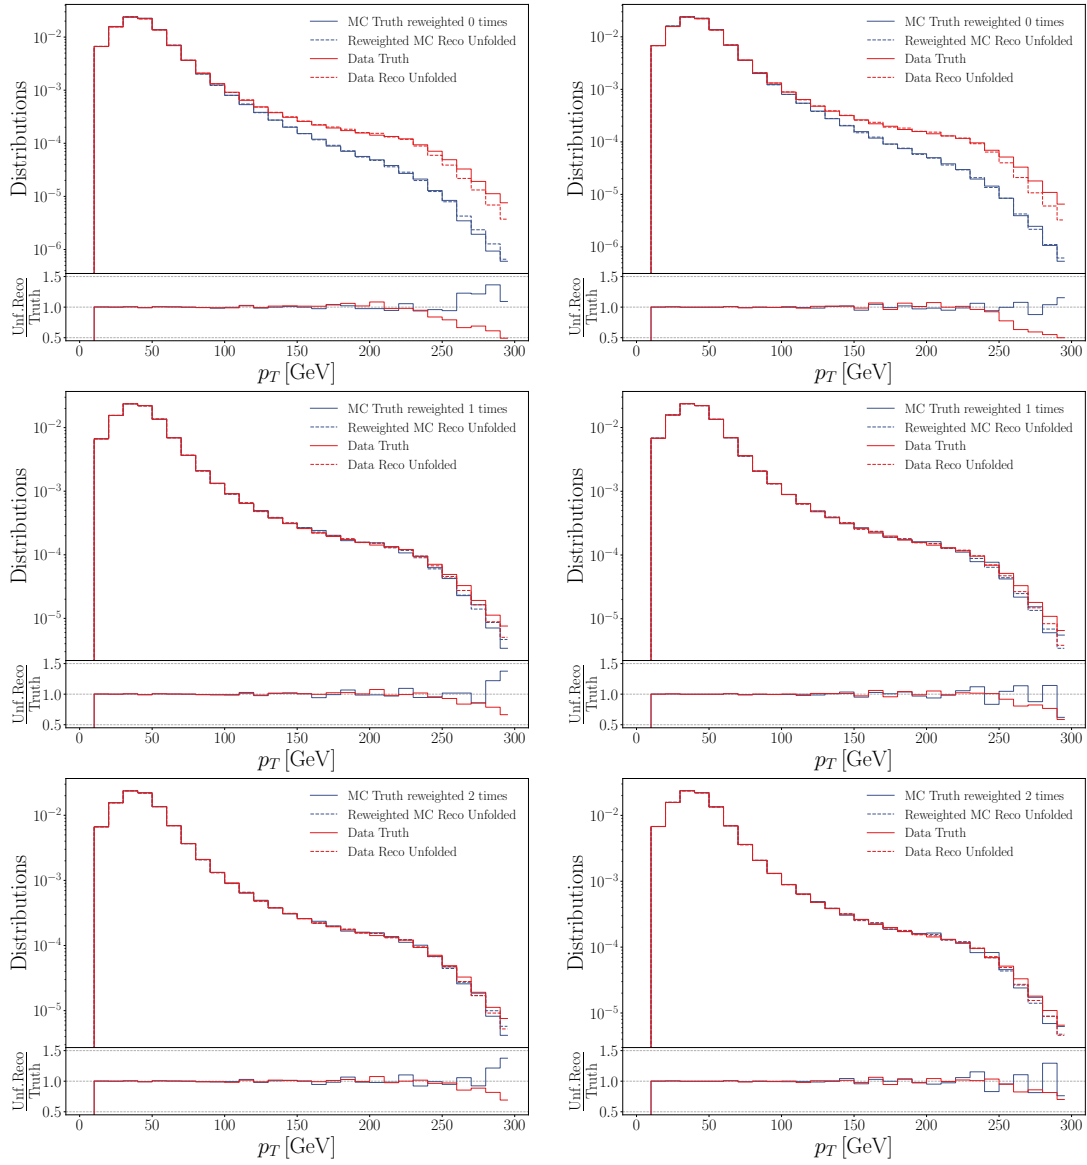 MC Truth reweighted 0 times
Reweighted MC Reco Unfolded
Data Truth
Data Reco Unfolded
Distributions
10⁻²
10⁻³
10⁻⁴
10⁻⁵
10⁻⁶
Unf.Reco
Truth
1.5
1.0
0.5
0 50 100 150 200 250 300
p_T [GeV]
MC Truth reweighted 0 times
Reweighted MC Reco Unfolded
Data Truth
Data Reco Unfolded
Distributions
10⁻²
10⁻³
10⁻⁴
10⁻⁵
10⁻⁶
Unf.Reco
Truth
1.5
1.0
0.5
0 50 100 150 200 250 300
p_T [GeV]
MC Truth reweighted 1 times
Reweighted MC Reco Unfolded
Data Truth
Data Reco Unfolded
Distributions
10⁻²
10⁻³
10⁻⁴
10⁻⁵
Unf.Reco
Truth
1.5
1.0
0.5
0 50 100 150 200 250 300
p_T [GeV]
MC Truth reweighted 1 times
Reweighted MC Reco Unfolded
Data Truth
Data Reco Unfolded
Distributions
10⁻²
10⁻³
10⁻⁴
10⁻⁵
Unf.Reco
Truth
1.5
1.0
0.5
0 50 100 150 200 250 300
p_T [GeV]
MC Truth reweighted 2 times
Reweighted MC Reco Unfolded
Data Truth
Data Reco Unfolded
Distributions
10⁻²
10⁻³
10⁻⁴
10⁻⁵
Unf.Reco
Truth
1.5
1.0
0.5
0 50 100 150 200 250 300
p_T [GeV]
MC Truth reweighted 2 times
Reweighted MC Reco Unfolded
Data Truth
Data Reco Unfolded
Distributions
10⁻²
10⁻³
10⁻⁴
10⁻⁵
Unf.Reco
Truth
1.5
1.0
0.5
0 50 100 150 200 250 300
p_T [GeV]